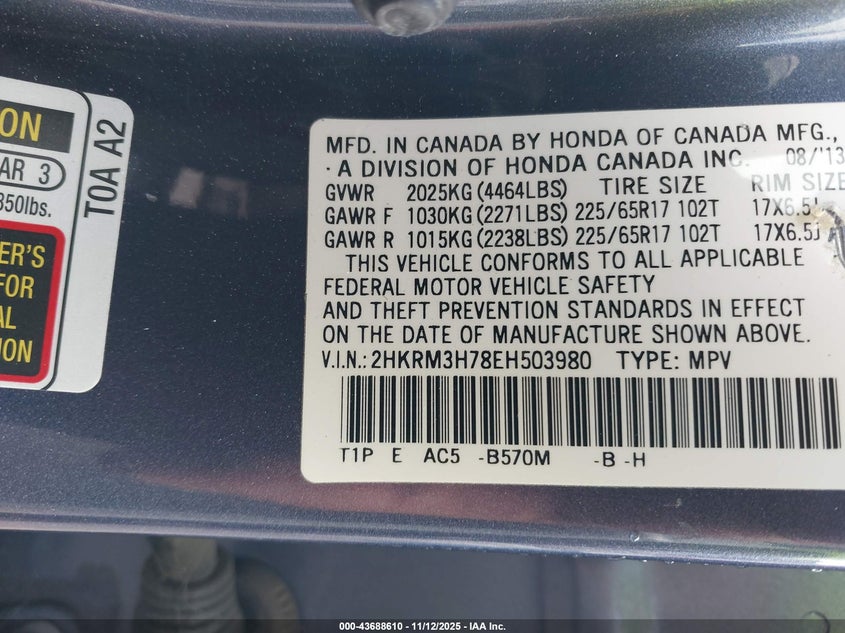 ON
AR 3
850lbs.
ER'S
FOR
AL
ION
TOA A2
MFD. IN CANADA BY HONDA OF CANADA MFG.,
·A DIVISION OF HONDA CANADA INC. 08/'13
GVWR 2025KG(4464LBS) TIRE SIZE RIM SIZE
GAWR F 1030KG(2271LBS) 225/65R17 102T 17X6.5J
GAWR R 1015KG(2238LBS) 225/65R17 102T 17X6.5J
THIS VEHICLE CONFORMS TO ALL APPLICABLE
FEDERAL MOTOR VEHICLE SAFETY
AND THEFT PREVENTION STANDARDS IN EFFECT
ON THE DATE OF MANUFACTURE SHOWN ABOVE.
V.I.N.: 2HKRM3H78EH503980 TYPE: MPV
T1P E AC5 -B570M -B -H
000-43688610 - 11/12/2025 - IAA Inc.